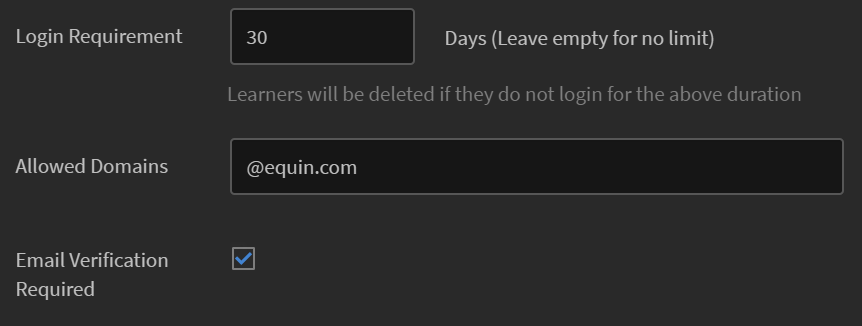 Login Requirement
30
Days (Leave empty for no limit)
Learners will be deleted if they do not login for the above duration
Allowed Domains
@equin.com
Email Verification
Required